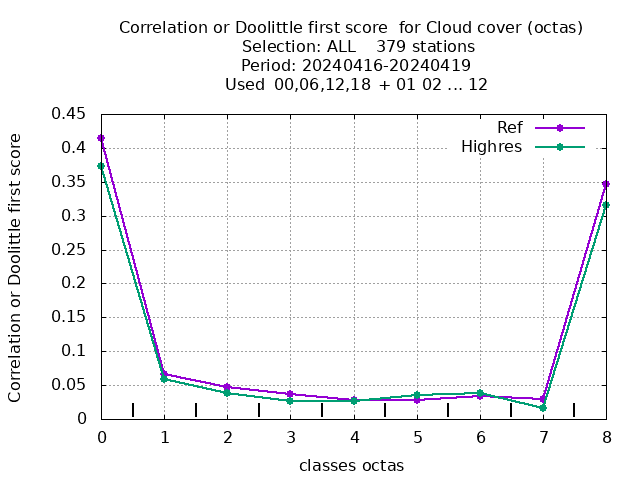 Correlation or Doolittle first score  for Cloud cover (octas)
Selection: ALL    379 stations
Period: 20240416-20240419
Used  00,06,12,18 + 01 02 ... 12
Correlation or Doolittle first score
0.45
0.4
0.35
0.3
0.25
0.2
0.15
0.1
0.05
0
Ref
Highres
0 1 2 3 4 5 6 7 8
classes octas